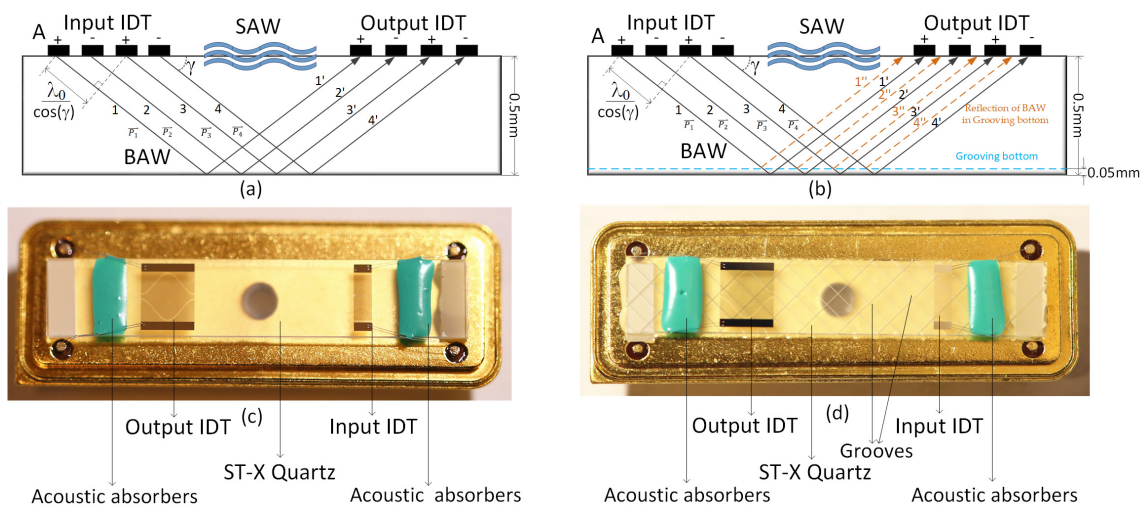 A
Input IDT
SAW
Output IDT
+ - + -
+ - + -
λ0
cos(γ)
γ
1 2 3 4
P1 P2 P3 P4
1' 2' 3' 4'
BAW
0.5mm
(a)
A
Input IDT
SAW
Output IDT
+ - + -
+ - + -
λ0
cos(γ)
γ
1 2 3 4
P1 P2 P3 P4
1'' 1'
2'' 2'
3'' 3'
4'' 4'
Reflection of BAW
in Grooving bottom
BAW
Grooving bottom
0.5mm
0.05mm
(b)
(c)
Output IDT
Input IDT
ST-X Quartz
Acoustic absorbers
Acoustic absorbers
(d)
Output IDT
Input IDT
Grooves
ST-X Quartz
Acoustic absorbers
Acoustic absorbers